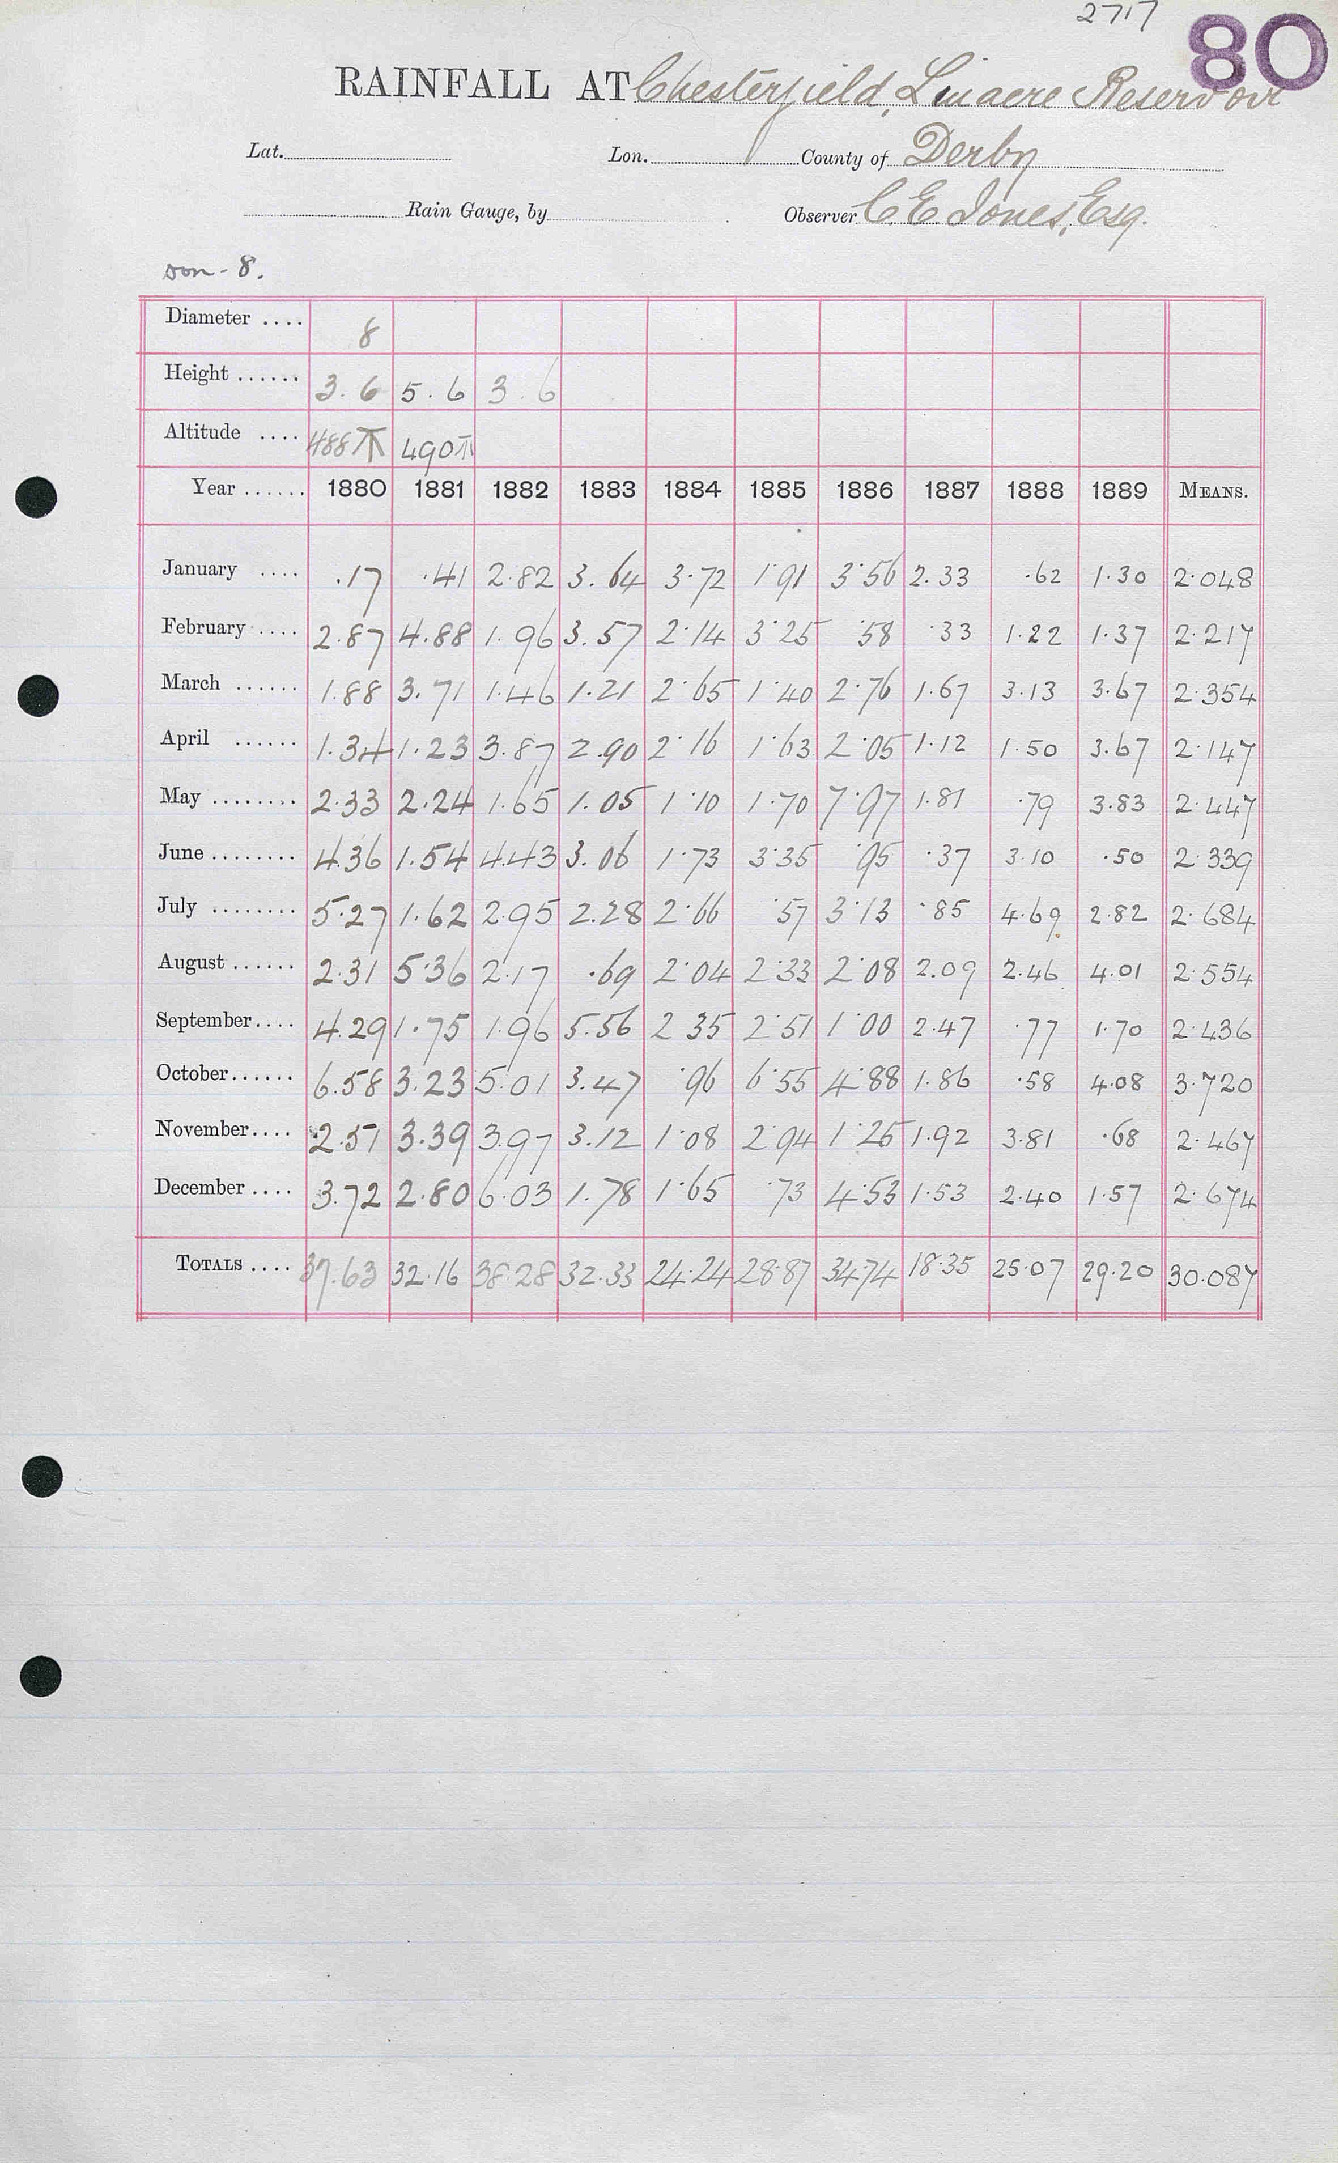 2717
80
RAINFALL AT Chesterfield, Linacre Reservoir
Lat. Lon. County of Derby
Rain Gauge, by Observer C E Jones, Esq.
Don - 8.
Diameter .... 8
Height ...... 3.6 5.6 3.6
Altitude .... 488 490
Year ...... 1880 1881 1882 1883 1884 1885 1886 1887 1888 1889 MEANS.
January .... .17 .41 2.82 3.64 3.72 1.91 3.56 2.33 .62 1.30 2.048
February .... 2.87 4.88 1.96 3.57 2.14 3.25 .58 .33 1.22 1.37 2.217
March ...... 1.88 3.71 1.46 1.21 2.65 1.40 2.76 1.67 3.13 3.67 2.354
April ...... 1.34 1.23 3.87 2.90 2.16 1.63 2.05 1.12 1.50 3.67 2.147
May ........ 2.33 2.24 1.65 1.05 1.10 1.70 7.97 1.81 .79 3.83 2.447
June ........ 4.36 1.54 4.43 3.06 1.73 3.35 .95 .37 3.10 .50 2.339
July ........ 5.27 1.62 2.95 2.28 2.66 .57 3.13 .85 4.69 2.82 2.684
August ...... 2.31 5.36 2.17 .69 2.04 2.33 2.08 2.09 2.46 4.01 2.554
September.... 4.29 1.75 1.96 5.56 2 35 2.51 1.00 2.47 .77 1.70 2.436
October...... 6.58 3.23 5.01 3.47 .96 6.55 4.88 1.86 .58 4.08 3.720
November.... 2.51 3.39 3.97 3.12 1.08 2.94 1.25 1.92 3.81 .68 2.467
December .... 3.72 2.80 6.03 1.78 1.65 .73 4.53 1.53 2.40 1.57 2.674
TOTALS .... 37.63 32.16 38.28 32.33 24.24 28.87 34.74 18.35 25.07 29.20 30.087